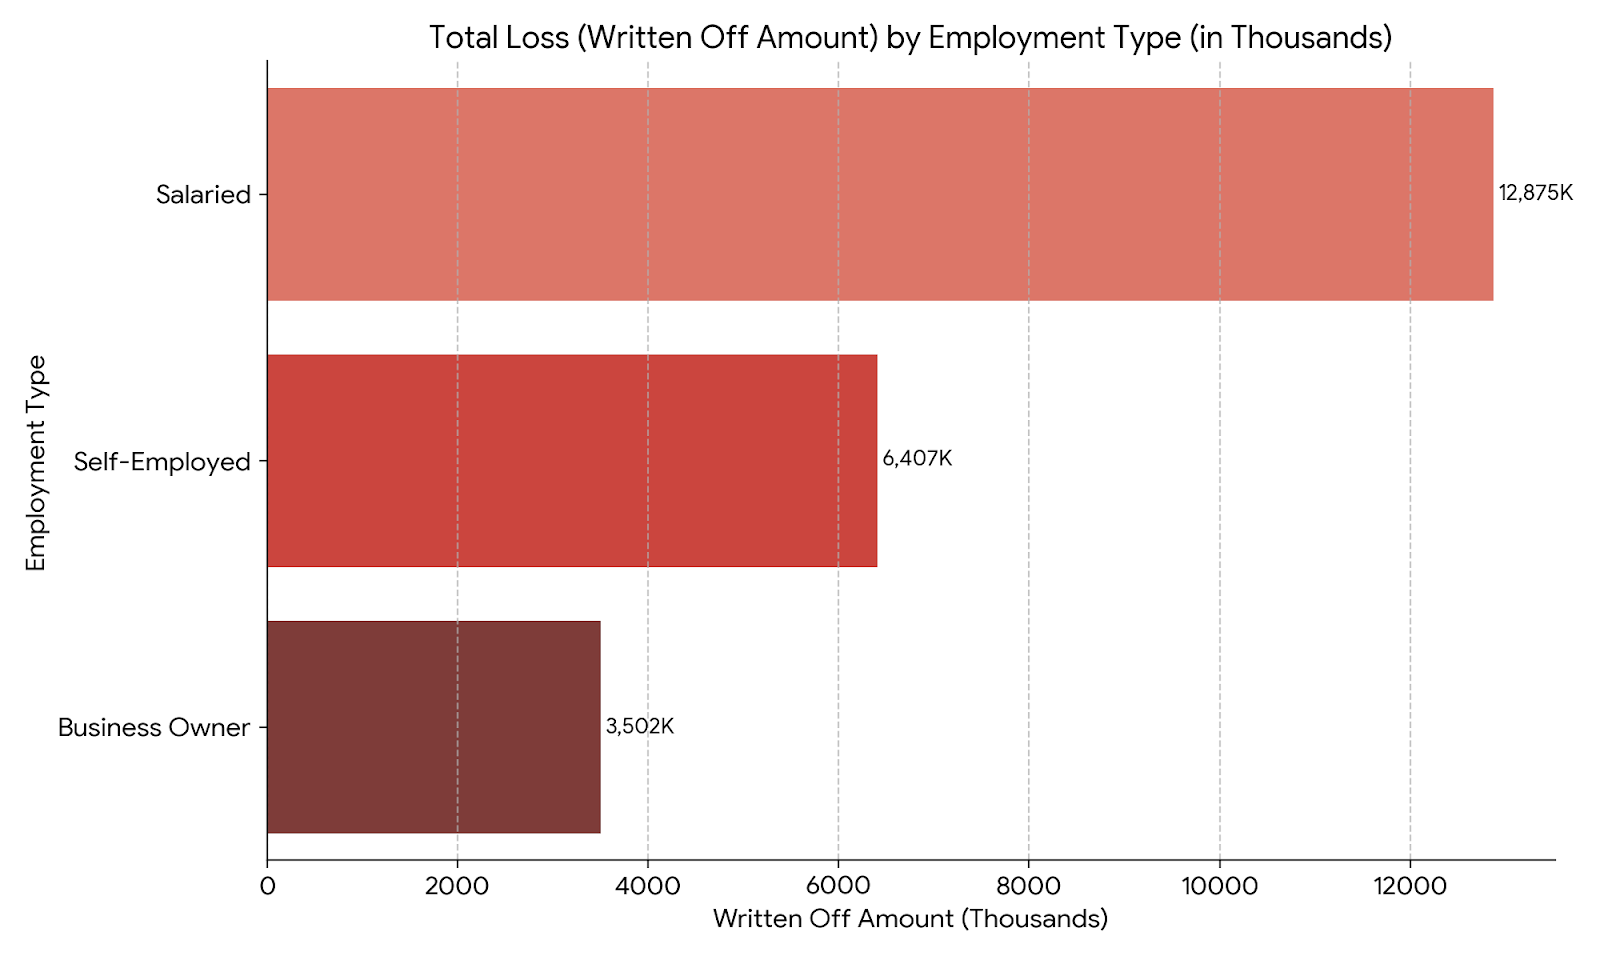 Total Loss (Written Off Amount) by Employment Type (in Thousands)
Salaried
12,875K
Employment Type
Self-Employed
6,407K
Business Owner
3,502K
0 2000 4000 6000 8000 10000 12000
Written Off Amount (Thousands)